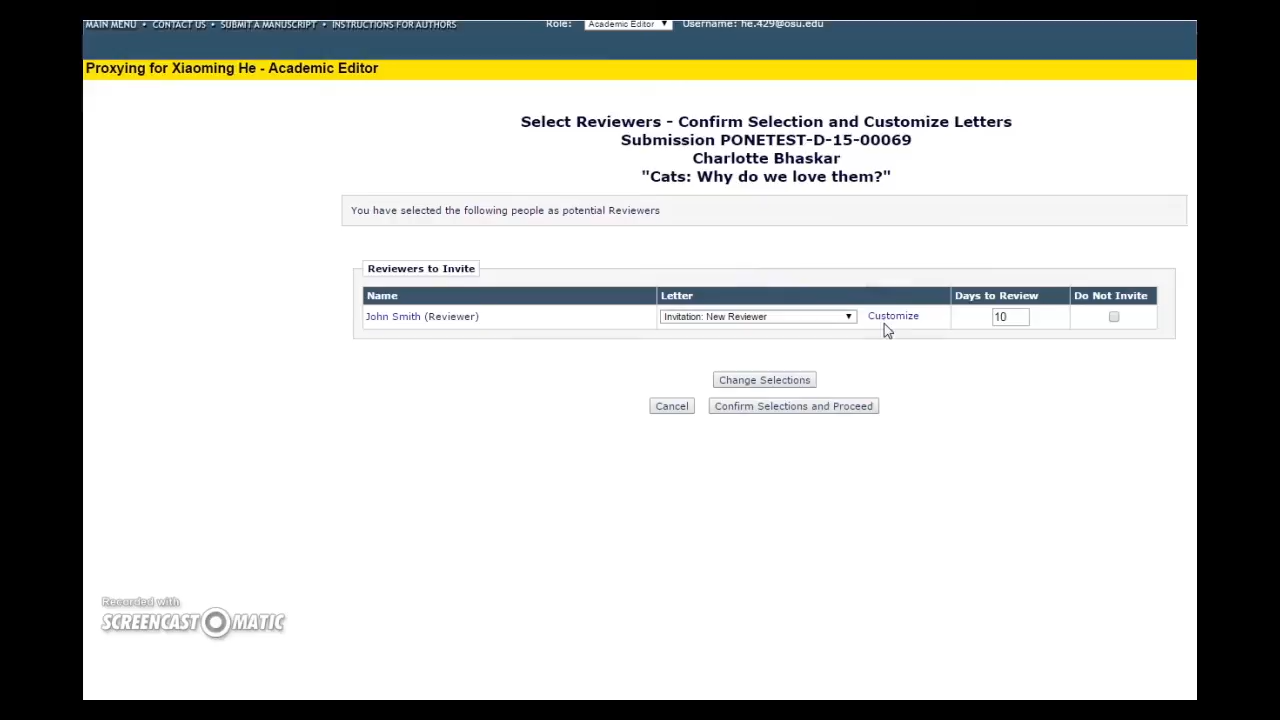 MAIN MENU • CONTACT US • SUBMIT A MANUSCRIPT • INSTRUCTIONS FOR AUTHORS Role: Academic Editor ▼ Username: he.429@osu.edu
Proxying for Xiaoming He - Academic Editor
Select Reviewers - Confirm Selection and Customize Letters
Submission PONETEST-D-15-00069
Charlotte Bhaskar
"Cats: Why do we love them?"
You have selected the following people as potential Reviewers
Reviewers to Invite
Name Letter Days to Review Do Not Invite
John Smith (Reviewer) Invitation: New Reviewer ▼ Customize 10
Change Selections
Cancel Confirm Selections and Proceed
Recorded with
SCREENCAST-O-MATIC